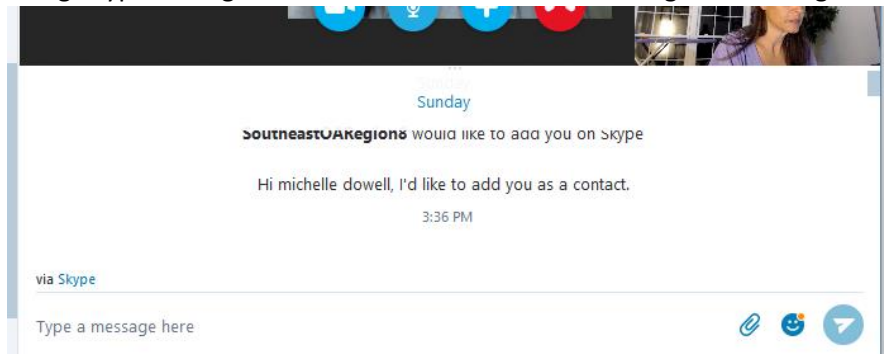 Sunday
SoutheastOARegion8 would like to add you on Skype
Hi michelle dowell, I'd like to add you as a contact.
3:36 PM
via Skype
Type a message here